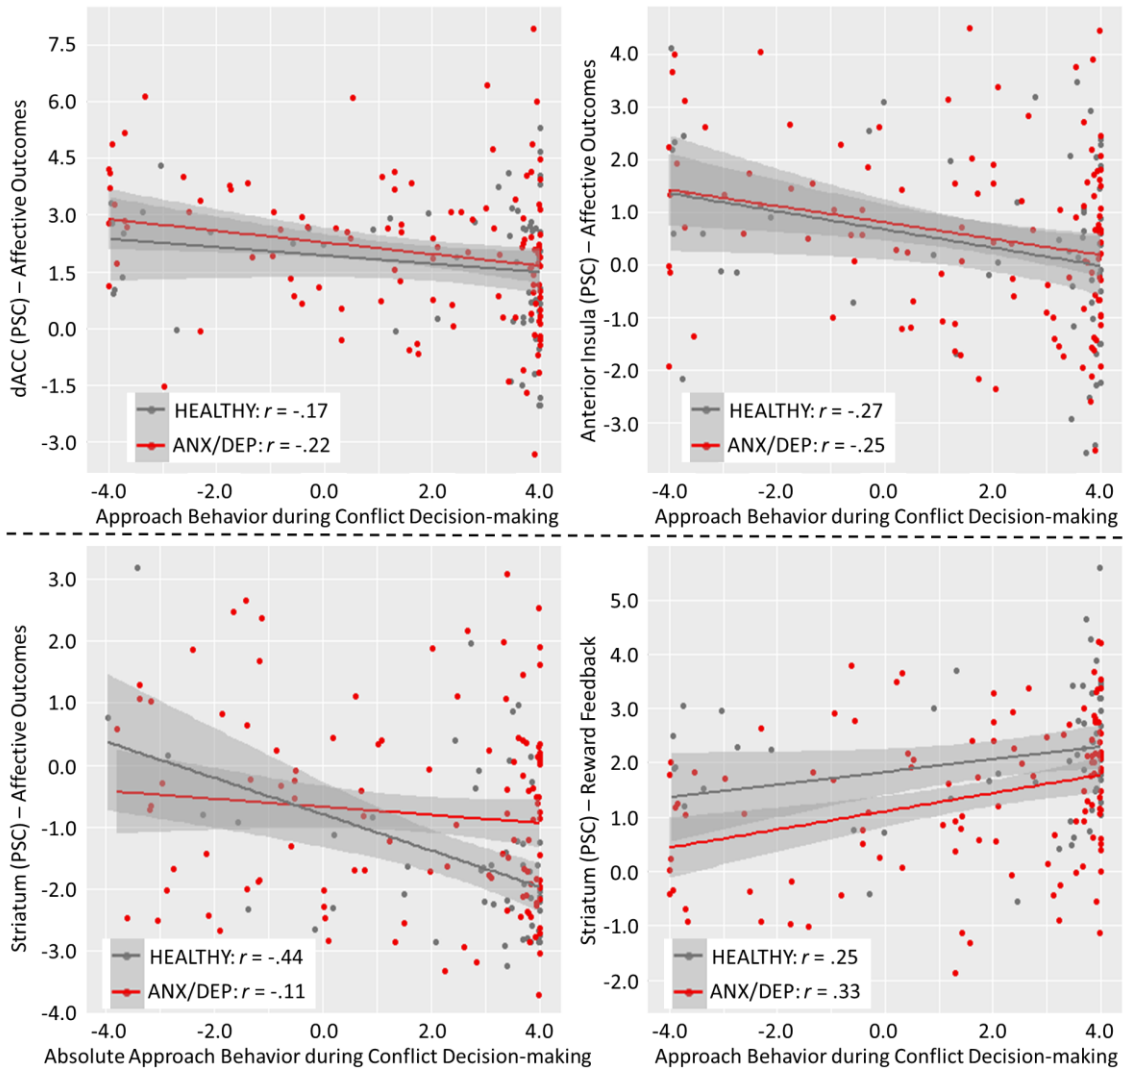 dACC (PSC) – Affective Outcomes
7.5
6.0
4.5
3.0
1.5
0.0
-1.5
-3.0
HEALTHY: r = -.17
ANX/DEP: r = -.22
-4.0 -2.0 0.0 2.0 4.0
Approach Behavior during Conflict Decision-making
Anterior Insula (PSC) – Affective Outcomes
4.0
3.0
2.0
1.0
0.0
-1.0
-2.0
-3.0
HEALTHY: r = -.27
ANX/DEP: r = -.25
-4.0 -2.0 0.0 2.0 4.0
Approach Behavior during Conflict Decision-making
Striatum (PSC) – Affective Outcomes
3.0
2.0
1.0
0.0
-1.0
-2.0
-3.0
-4.0
HEALTHY: r = -.44
ANX/DEP: r = -.11
-4.0 -2.0 0.0 2.0 4.0
Absolute Approach Behavior during Conflict Decision-making
Striatum (PSC) – Reward Feedback
5.0
4.0
3.0
2.0
1.0
0.0
-1.0
-2.0
HEALTHY: r = .25
ANX/DEP: r = .33
-4.0 -2.0 0.0 2.0 4.0
Approach Behavior during Conflict Decision-making